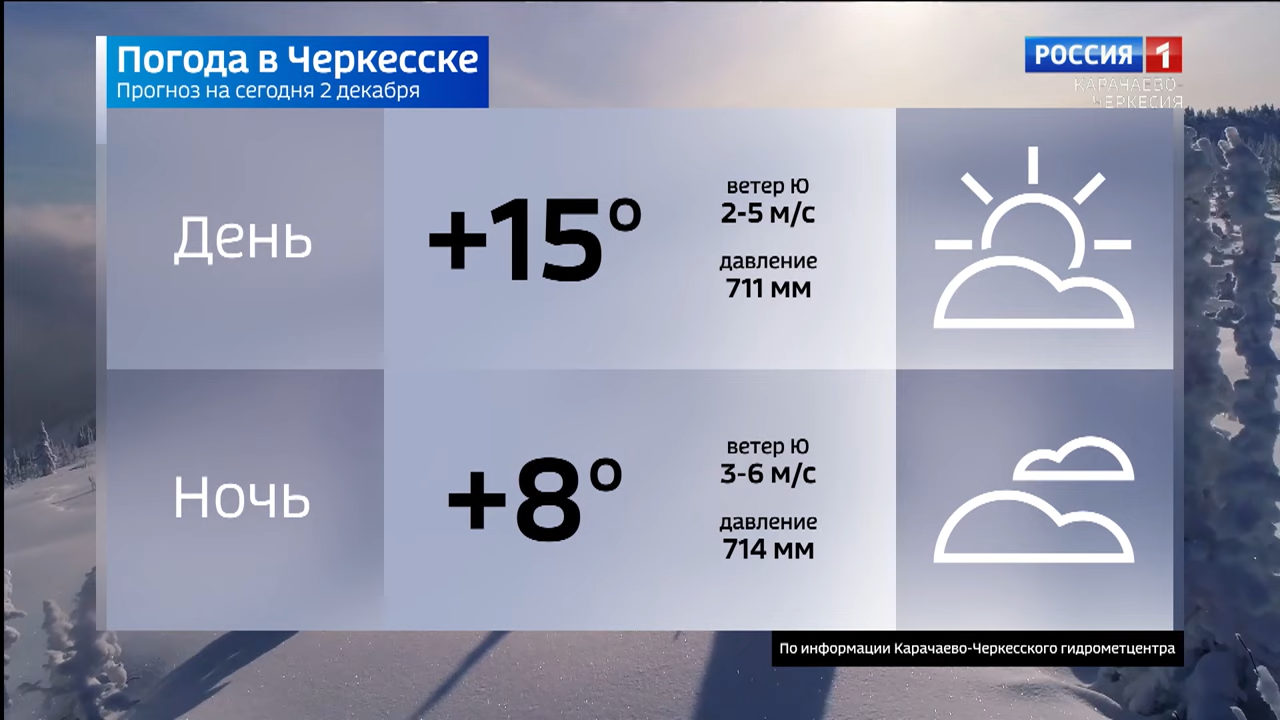 Погода в Черкесске
Прогноз на сегодня 2 декабря
РОССИЯ 1
КАРАЧАЕВО-
ЧЕРКЕСИЯ
День
+15°
ветер Ю
2-5 м/с
давление
711 мм
Ночь
+8°
ветер Ю
3-6 м/с
давление
714 мм
По информации Карачаево-Черкесского гидрометцентра